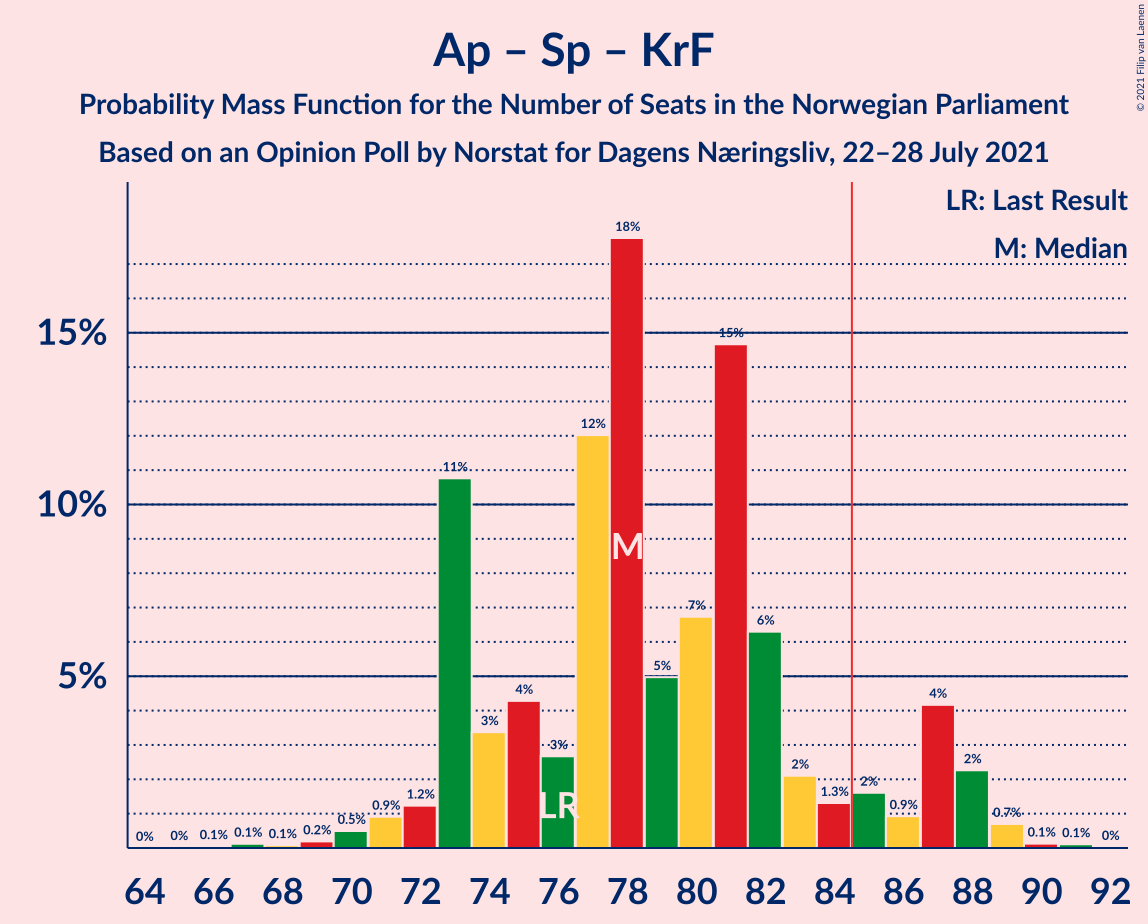 Ap – Sp – KrF
Probability Mass Function for the Number of Seats in the Norwegian Parliament
Based on an Opinion Poll by Norstat for Dagens Næringsliv, 22–28 July 2021
© 2021 Filip van Laenen
LR: Last Result
M: Median
15%
10%
5%
0% 0% 0.1% 0.1% 0.1% 0.2% 0.5% 0.9% 1.2% 11% 3% 4% 3% 12% 18% 5% 7% 15% 6% 2% 1.3% 2% 0.9% 4% 2% 0.7% 0.1% 0.1% 0%
M
LR
64 66 68 70 72 74 76 78 80 82 84 86 88 90 92